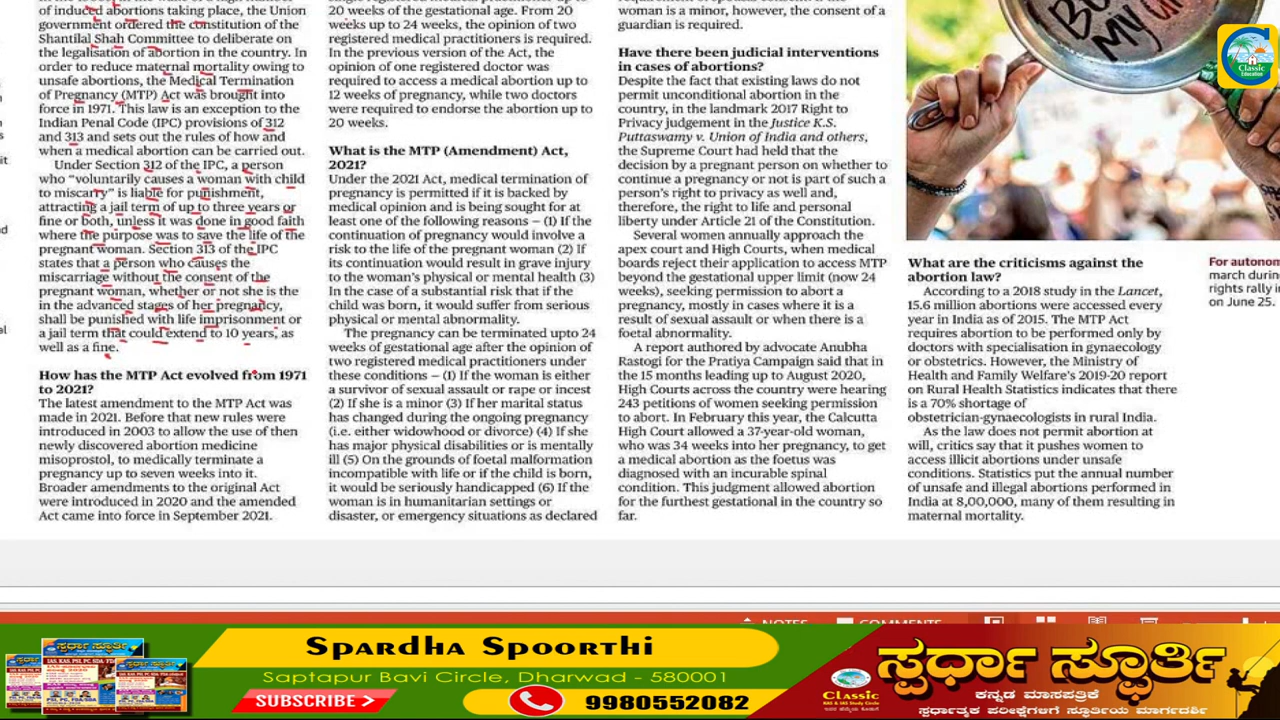 of induced abortions taking place, the Union
government ordered the constitution of the
Shantilal Shah Committee to deliberate on
the legalisation of abortion in the country. In
order to reduce maternal mortality owing to
unsafe abortions, the Medical Termination
of Pregnancy (MTP) Act was brought into
force in 1971. This law is an exception to the
Indian Penal Code (IPC) provisions of 312
and 313 and sets out the rules of how and
when a medical abortion can be carried out.
Under Section 312 of the IPC, a person
who “voluntarily causes a woman with child
to miscarry” is liable for punishment,
attracting a jail term of up to three years or
fine or both, unless it was done in good faith
where the purpose was to save the life of the
pregnant woman. Section 313 of the IPC
states that a person who causes the
miscarriage without the consent of the
pregnant woman, whether or not she is the
in the advanced stages of her pregnancy,
shall be punished with life imprisonment or
a jail term that could extend to 10 years, as
well as a fine.
How has the MTP Act evolved from 1971
to 2021?
The latest amendment to the MTP Act was
made in 2021. Before that new rules were
introduced in 2003 to allow the use of then
newly discovered abortion medicine
misoprostol, to medically terminate a
pregnancy up to seven weeks into it.
Broader amendments to the original Act
were introduced in 2020 and the amended
Act came into force in September 2021.
20 weeks of the gestational age. From 20
weeks up to 24 weeks, the opinion of two
registered medical practitioners is required.
In the previous version of the Act, the
opinion of one registered doctor was
required to access a medical abortion up to
12 weeks of pregnancy, while two doctors
were required to endorse the abortion up to
20 weeks.
What is the MTP (Amendment) Act,
2021?
Under the 2021 Act, medical termination of
pregnancy is permitted if it is backed by
medical opinion and is being sought for at
least one of the following reasons – (1) If the
continuation of pregnancy would involve a
risk to the life of the pregnant woman (2) If
its continuation would result in grave injury
to the woman’s physical or mental health (3)
In the case of a substantial risk that if the
child was born, it would suffer from serious
physical or mental abnormality.
The pregnancy can be terminated upto 24
weeks of gestational age after the opinion of
two registered medical practitioners under
these conditions – (1) If the woman is either
a survivor of sexual assault or rape or incest
(2) If she is a minor (3) If her marital status
has changed during the ongoing pregnancy
(i.e. either widowhood or divorce) (4) If she
has major physical disabilities or is mentally
ill (5) On the grounds of foetal malformation
incompatible with life or if the child is born,
it would be seriously handicapped (6) If the
woman is in humanitarian settings or
disaster, or emergency situations as declared
woman is a minor, however, the consent of a
guardian is required.
Have there been judicial interventions
in cases of abortions?
Despite the fact that existing laws do not
permit unconditional abortion in the
country, in the landmark 2017 Right to
Privacy judgement in the Justice K.S.
Puttaswamy v. Union of India and others,
the Supreme Court had held that the
decision by a pregnant person on whether to
continue a pregnancy or not is part of such a
person’s right to privacy as well and,
therefore, the right to life and personal
liberty under Article 21 of the Constitution.
Several women annually approach the
apex court and High Courts, when medical
boards reject their application to access MTP
beyond the gestational upper limit (now 24
weeks), seeking permission to abort a
pregnancy, mostly in cases where it is a
result of sexual assault or when there is a
foetal abnormality.
A report authored by advocate Anubha
Rastogi for the Pratiya Campaign said that in
the 15 months leading up to August 2020,
High Courts across the country were hearing
243 petitions of women seeking permission
to abort. In February this year, the Calcutta
High Court allowed a 37-year-old woman,
who was 34 weeks into her pregnancy, to get
a medical abortion as the foetus was
diagnosed with an incurable spinal
condition. This judgment allowed abortion
for the furthest gestational in the country so
far.
MY
Classic
Education
What are the criticisms against the
abortion law?
According to a 2018 study in the Lancet,
15.6 million abortions were accessed every
year in India as of 2015. The MTP Act
requires abortion to be performed only by
doctors with specialisation in gynaecology
or obstetrics. However, the Ministry of
Health and Family Welfare’s 2019-20 report
on Rural Health Statistics indicates that there
is a 70% shortage of
obstetrician-gynaecologists in rural India.
As the law does not permit abortion at
will, critics say that it pushes women to
access illicit abortions under unsafe
conditions. Statistics put the annual number
of unsafe and illegal abortions performed in
India at 8,00,000, many of them resulting in
maternal mortality.
For autonom
march durin
rights rally i
on June 25.
NOTES COMMENTS
Spardha Spoorthi
Saptapur Bavi Circle, Dharwad - 580001
SUBSCRIBE
9980552082
Classic
KAS & IAS Study Circle
ಸ್ಪರ್ಧಾ ಸ್ಫೂರ್ತಿ
ಕನ್ನಡ ಮಾಸಪತ್ರಿಕೆ
ಸ್ಪರ್ಧಾತ್ಮಕ ಪರೀಕ್ಷೆಗಳಿಗೆ ಸ್ಫೂರ್ತಿಯ ಮಾರ್ಗದರ್ಶಿ